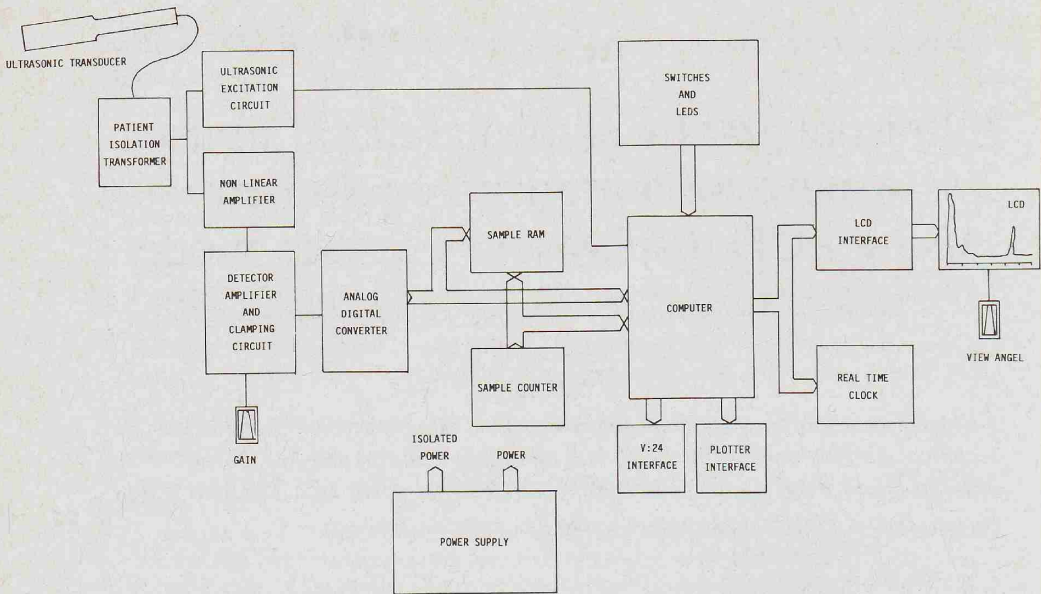 ULTRASONIC TRANSDUCER
ULTRASONIC
EXCITATION
CIRCUIT
PATIENT
ISOLATION
TRANSFORMER
NON LINEAR
AMPLIFIER
DETECTOR
AMPLIFIER
AND
CLAMPING
CIRCUIT
GAIN
ANALOG
DIGITAL
CONVERTER
SAMPLE RAM
SAMPLE COUNTER
SWITCHES
AND
LEDS
COMPUTER
LCD
INTERFACE
LCD
VIEW ANGEL
REAL TIME
CLOCK
V:24
INTERFACE
PLOTTER
INTERFACE
ISOLATED
POWER
POWER
POWER SUPPLY